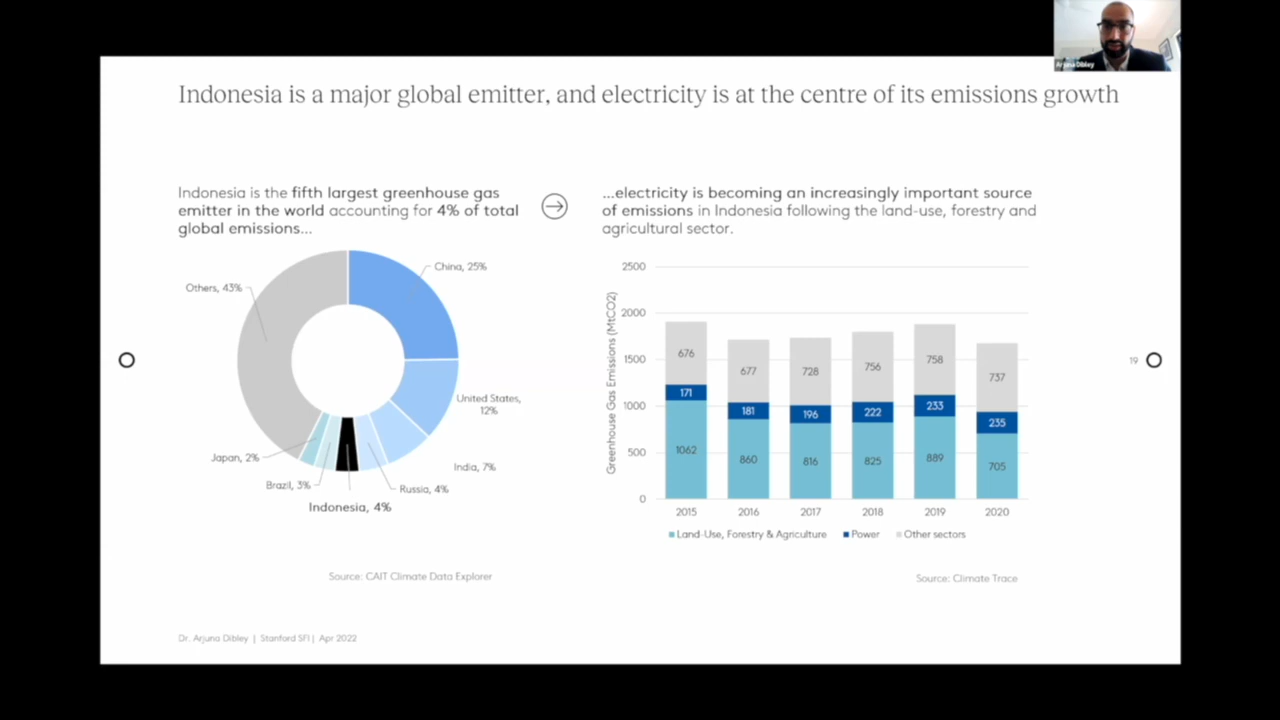 Arjuna Dibley
Indonesia is a major global emitter, and electricity is at the centre of its emissions growth
Indonesia is the fifth largest greenhouse gas
emitter in the world accounting for 4% of total
global emissions...
...electricity is becoming an increasingly important source
of emissions in Indonesia following the land-use, forestry and
agricultural sector.
China, 25%
Others, 43%
United States,
12%
Japan, 2%
India, 7%
Brazil, 3%
Russia, 4%
Indonesia, 4%
Source: CAIT Climate Data Explorer
Greenhouse Gas Emissions (MtCO2)
2500
2000
1500
1000
500
0
676
677
728
756
758
737
171
181
196
222
233
235
1062
860
816
825
889
705
2015
2016
2017
2018
2019
2020
Land-Use, Forestry & Agriculture
Power
Other sectors
Source: Climate Trace
19
Dr. Arjuna Dibley | Stanford SFI | Apr 2022